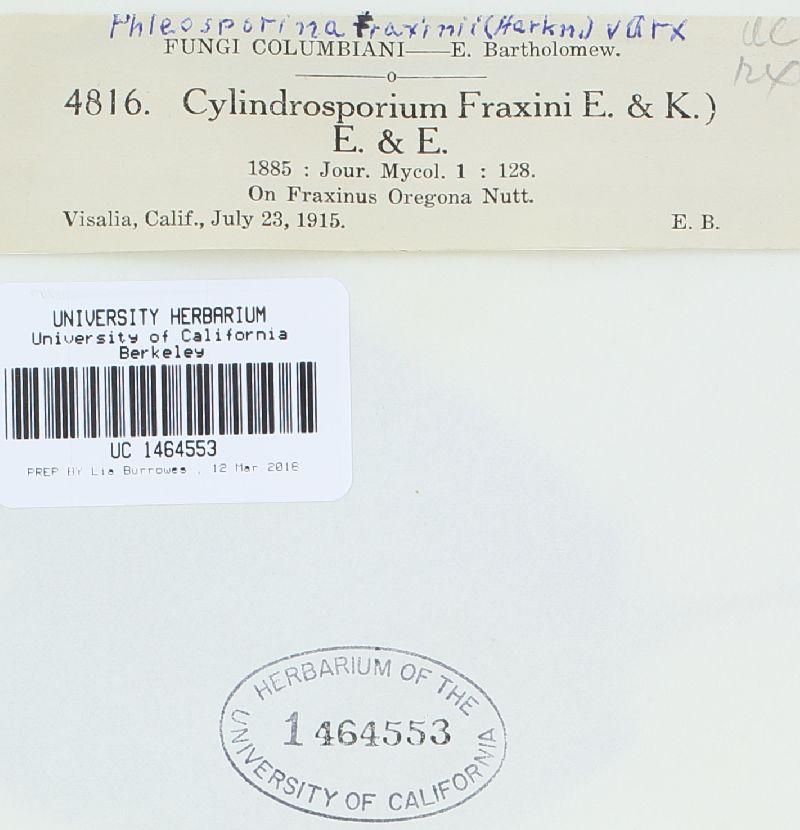 Phleosporina Fraxinii (Harkn.) v Arx
FUNGI COLUMBIANI—E. Bartholomew.
o
4816. Cylindrosporium Fraxini E. & K.)
E. & E.
1885 : Jour. Mycol. 1 : 128.
On Fraxinus Oregona Nutt.
Visalia, Calif., July 23, 1915. E. B.
UNIVERSITY HERBARIUM
University of California
Berkeley
UC 1464553
PREP BY Lia Burrowes , 12 Mar 2016
HERBARIUM OF THE
1464553
UNIVERSITY OF CALIFORNIA